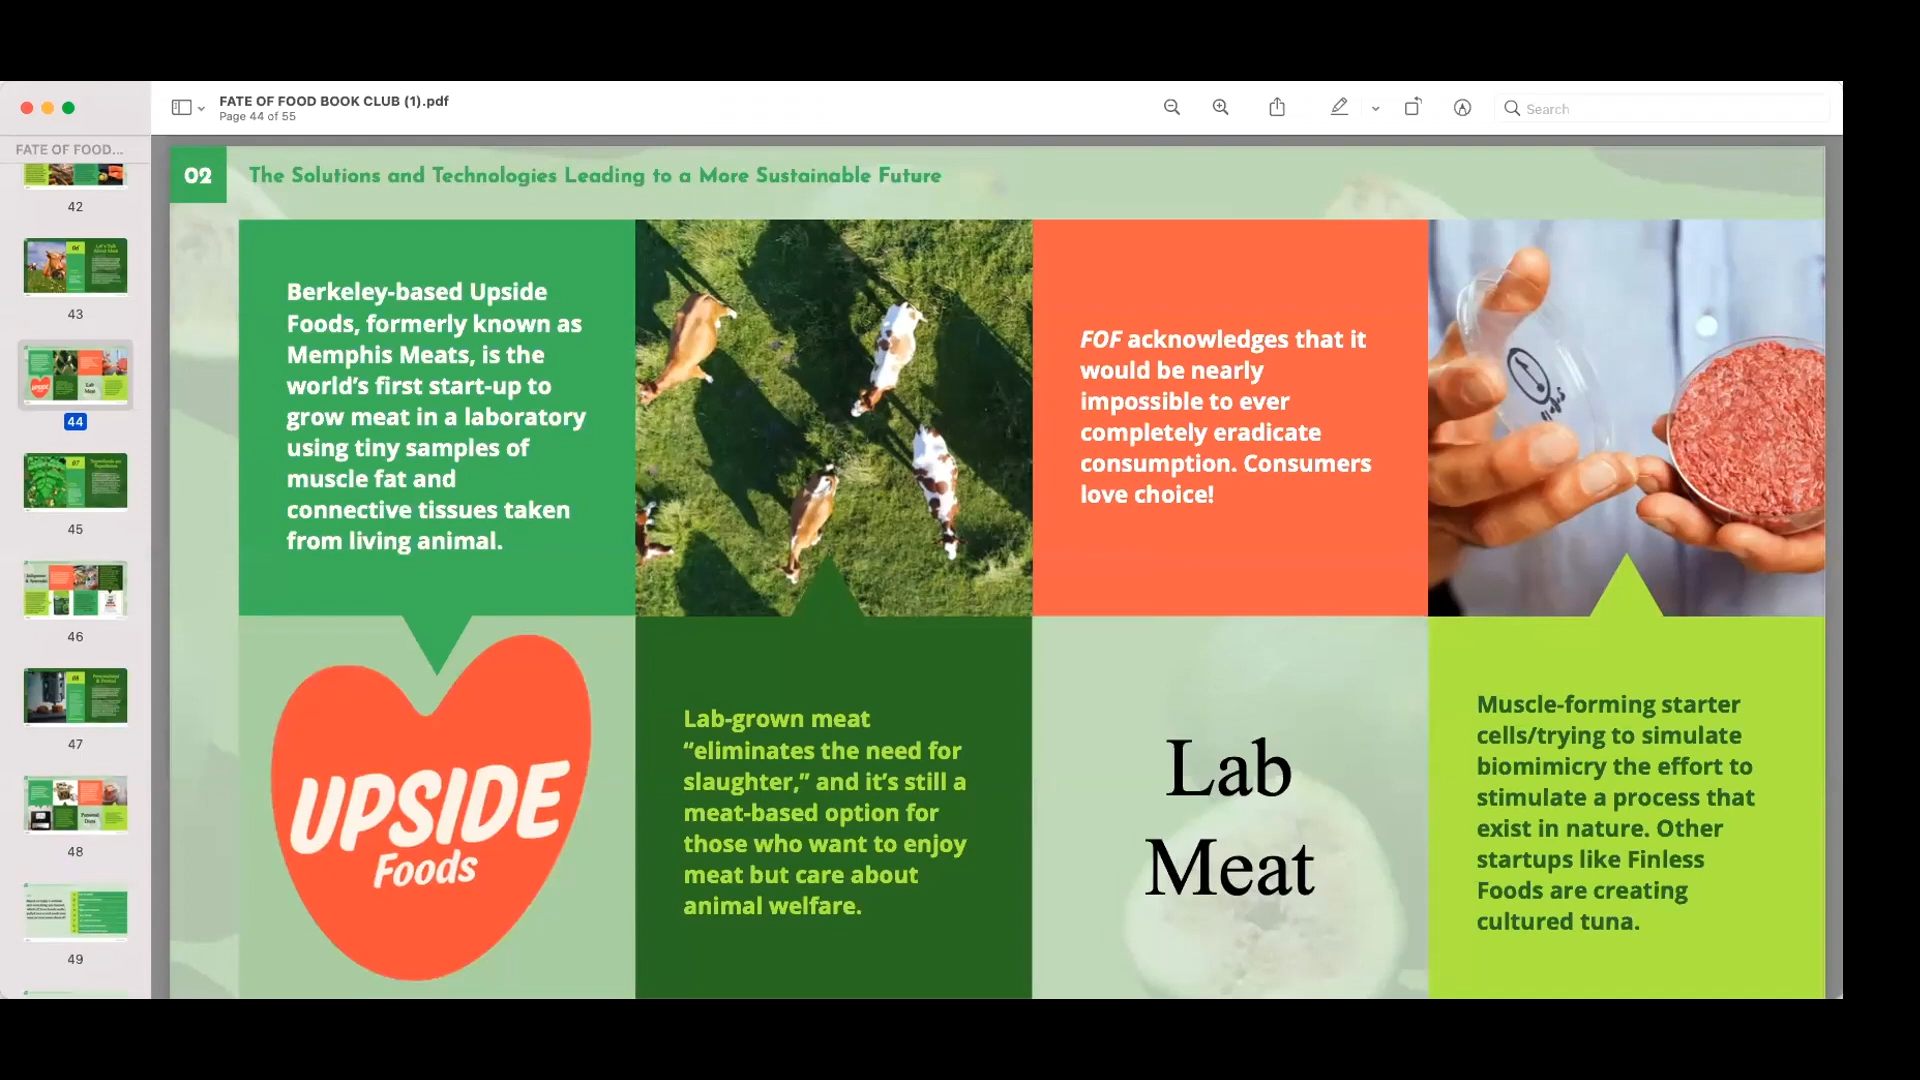 FATE OF FOOD BOOK CLUB (1).pdf
Page 44 of 55
Search
FATE OF FOOD...
42
43
44
45
46
47
48
49
02
The Solutions and Technologies Leading to a More Sustainable Future
Berkeley-based Upside
Foods, formerly known as
Memphis Meats, is the
world's first start-up to
grow meat in a laboratory
using tiny samples of
muscle fat and
connective tissues taken
from living animal.
FOF acknowledges that it
would be nearly
impossible to ever
completely eradicate
consumption. Consumers
love choice!
UPSIDE
Foods
Lab-grown meat
“eliminates the need for
slaughter,” and it's still a
meat-based option for
those who want to enjoy
meat but care about
animal welfare.
Lab
Meat
Muscle-forming starter
cells/trying to simulate
biomimicry the effort to
stimulate a process that
exist in nature. Other
startups like Finless
Foods are creating
cultured tuna.